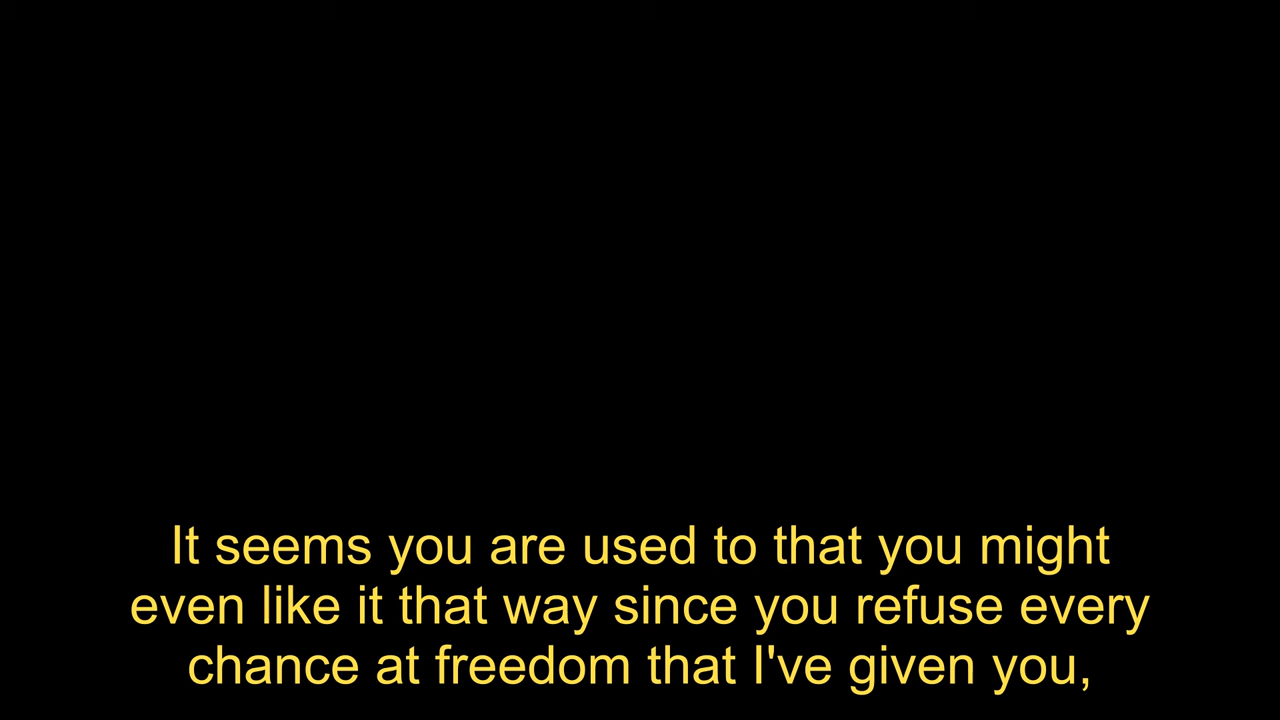 It seems you are used to that you might
even like it that way since you refuse every
chance at freedom that I've given you,